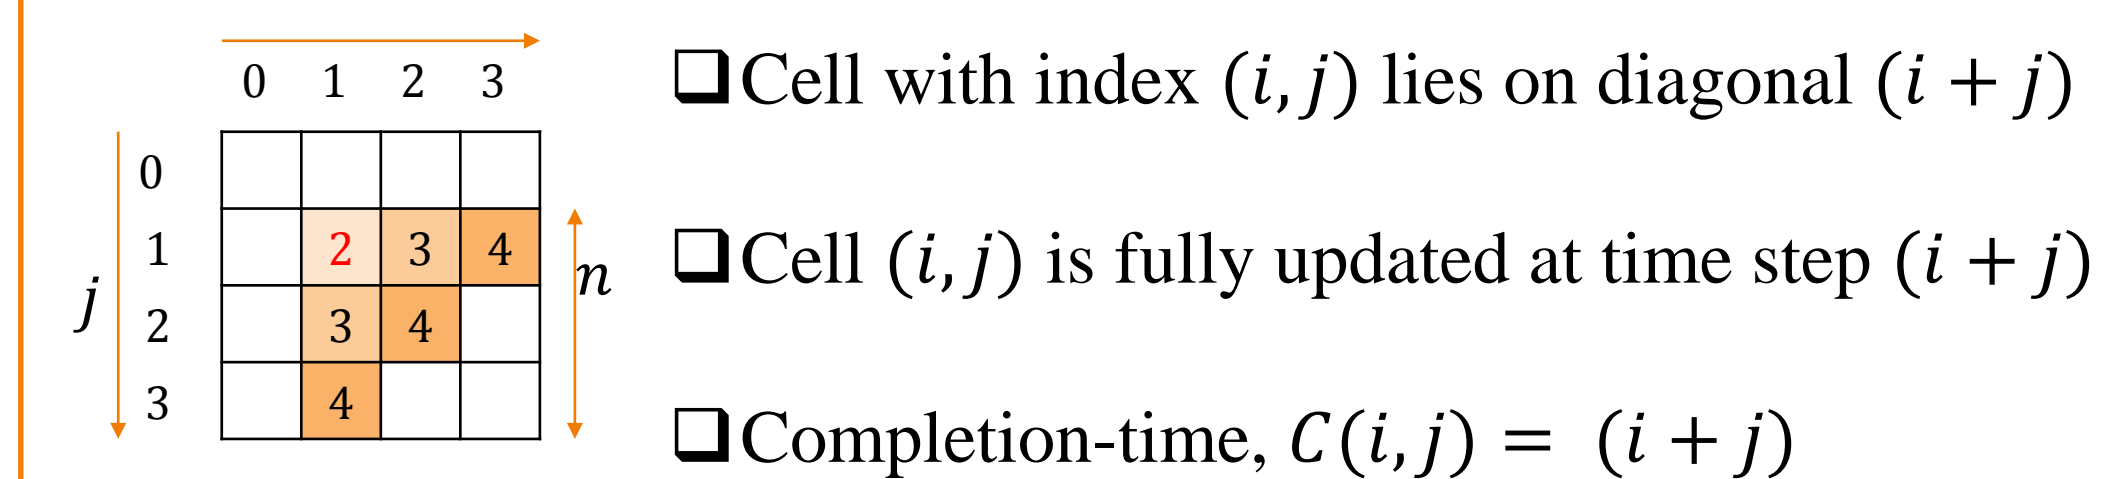 0 1 2 3
0
1 2 3 4
j n
2 3 4
3 4
❑Cell with index (i, j) lies on diagonal (i + j)
❑Cell (i, j) is fully updated at time step (i + j)
❑Completion-time, C(i, j) = (i + j)